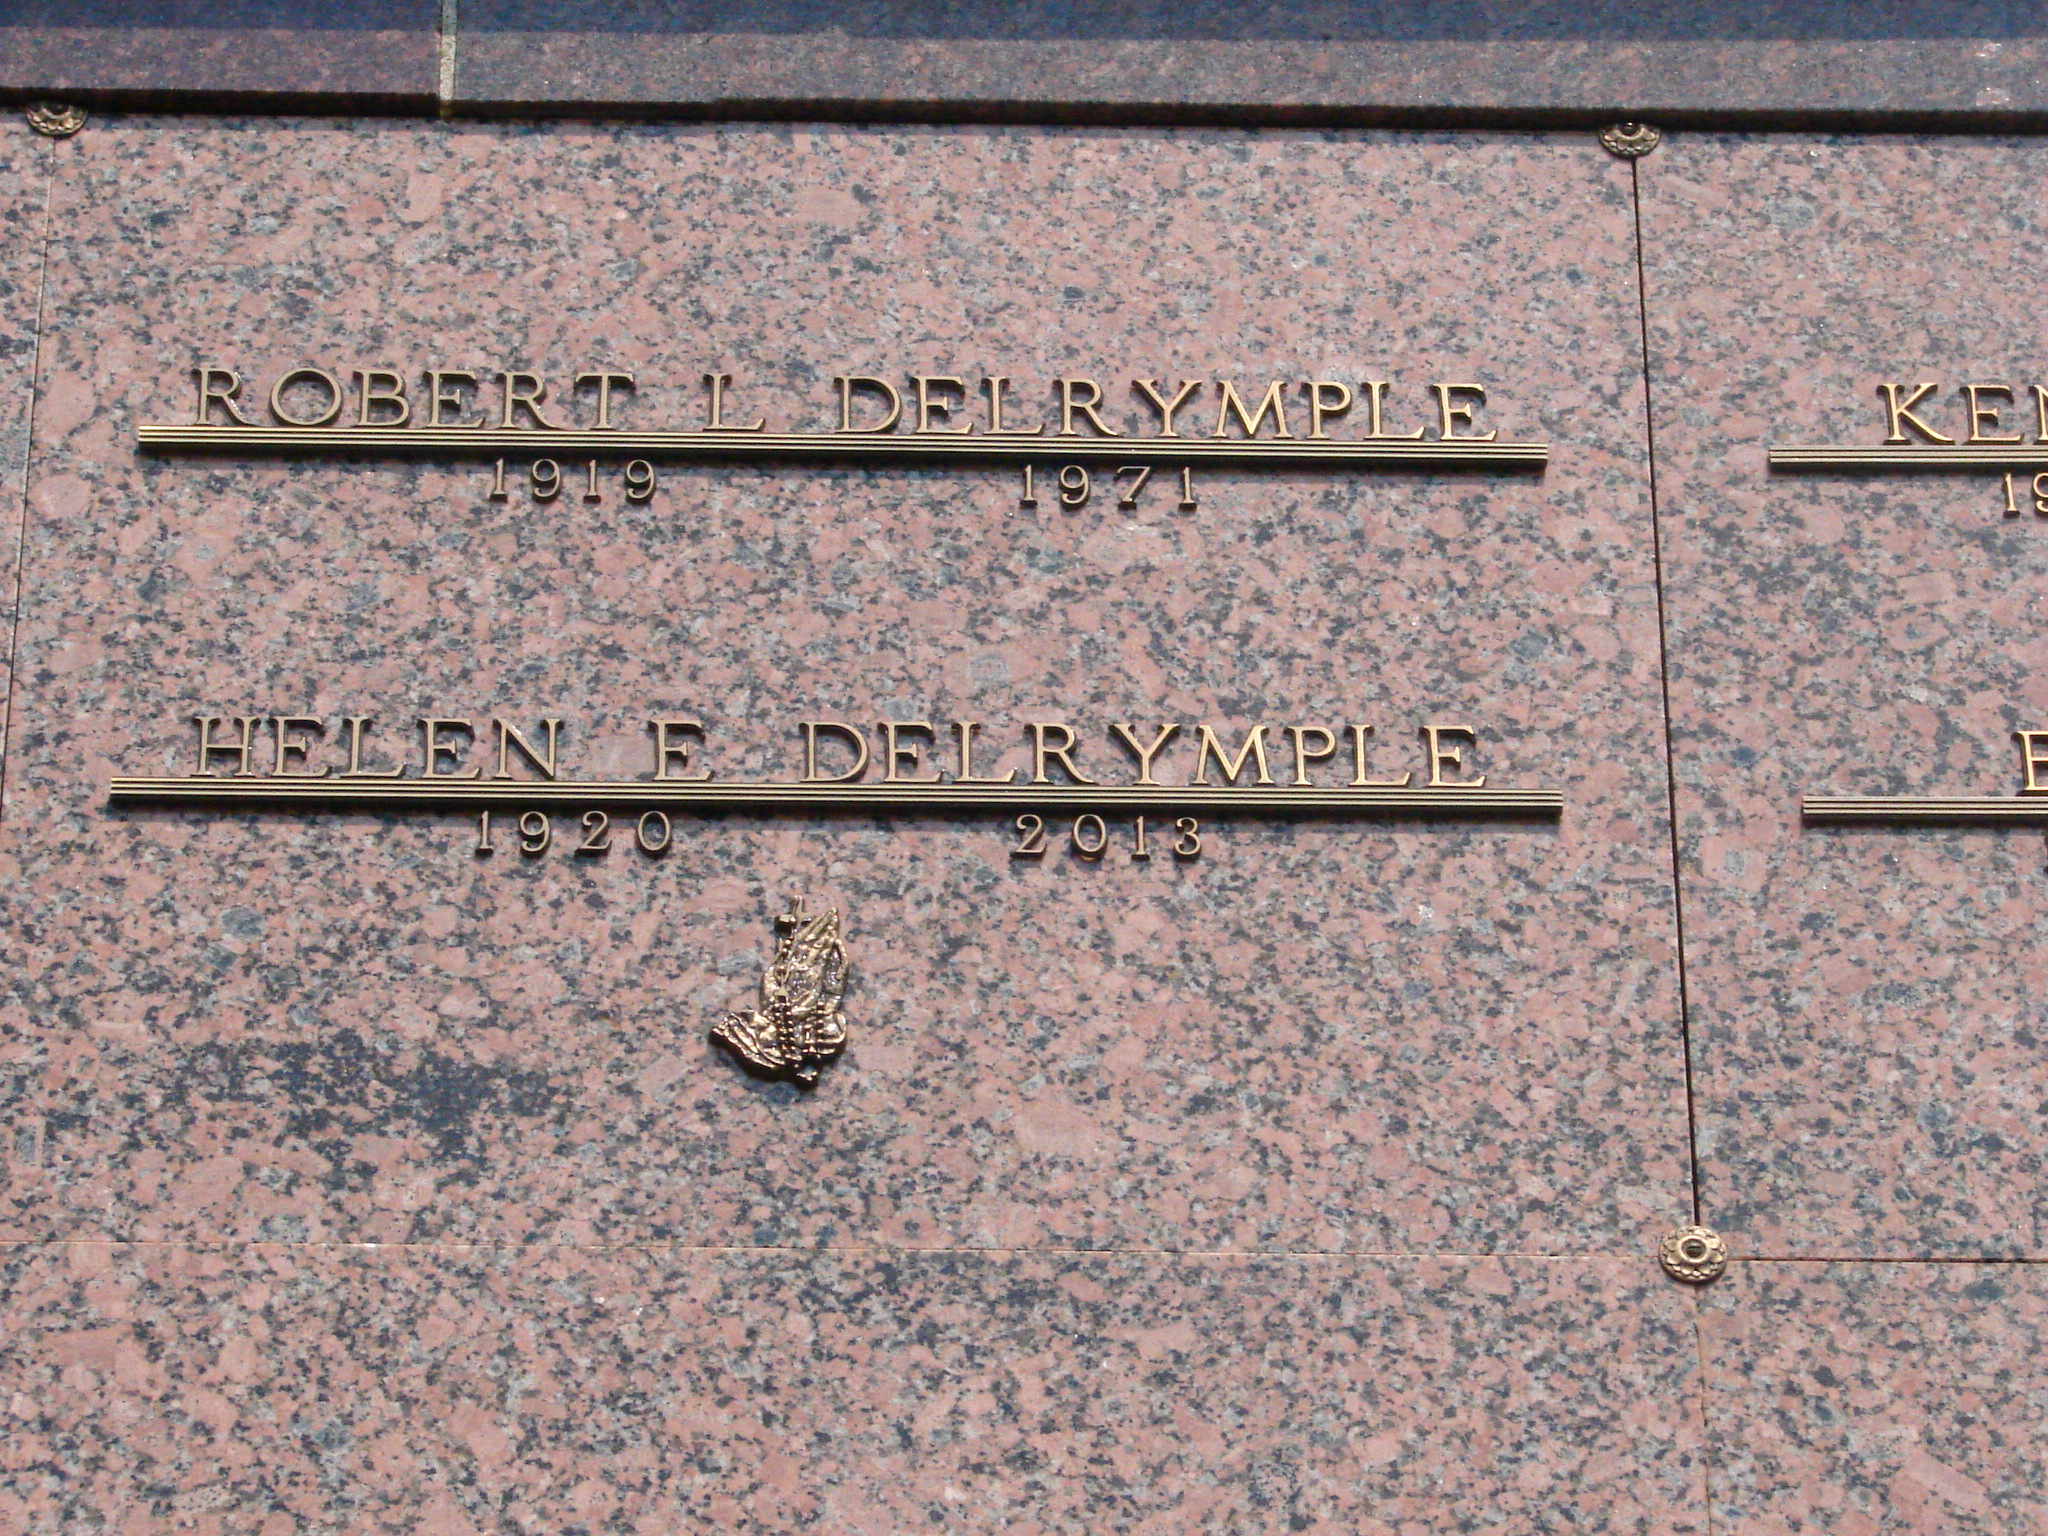 ROBERT L DELRYMPLE
1919 1971
HELEN E DELRYMPLE
1920 2013